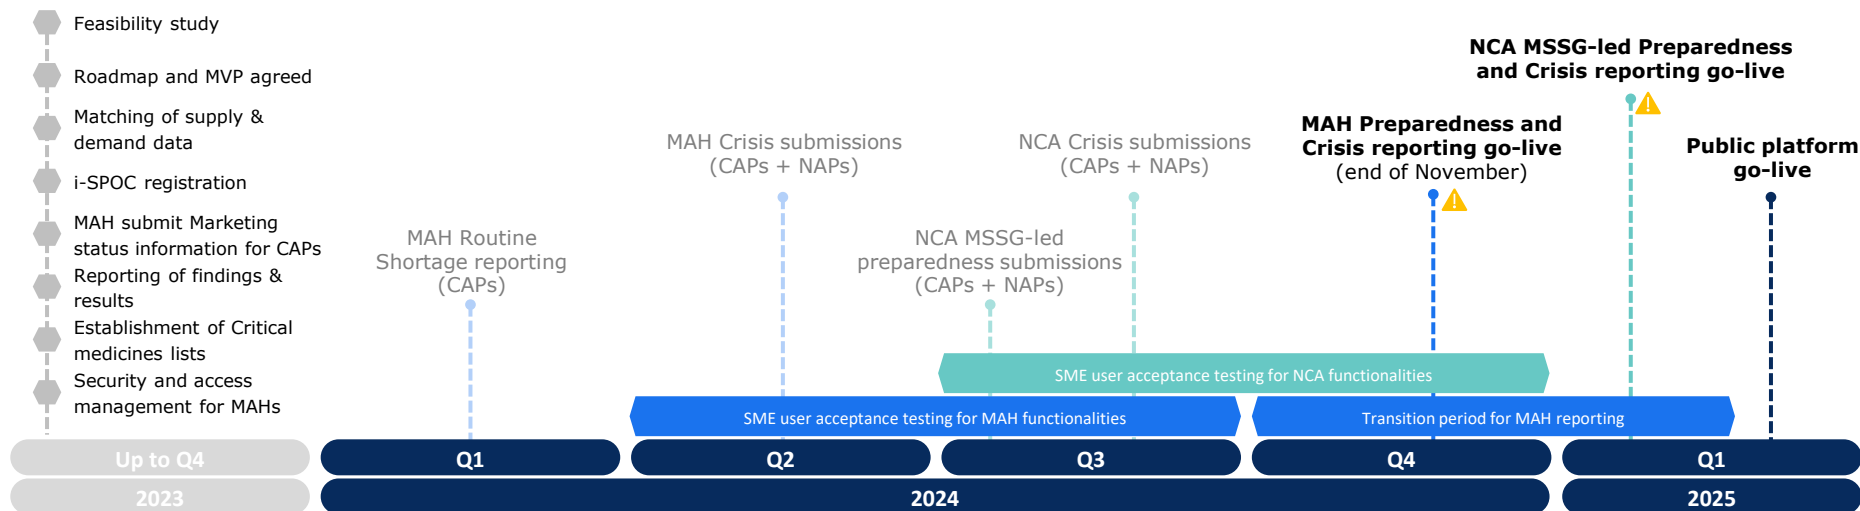 Feasibility study
Roadmap and MVP agreed
Matching of supply &
demand data
i-SPOC registration
MAH submit Marketing
status information for CAPs
Reporting of findings &
results
Establishment of Critical
medicines lists
Security and access
management for MAHs
MAH Routine
Shortage reporting
(CAPs)
MAH Crisis submissions
(CAPs + NAPs)
NCA MSSG-led
preparedness submissions
(CAPs + NAPs)
NCA Crisis submissions
(CAPs + NAPs)
MAH Preparedness and
Crisis reporting go-live
(end of November)
NCA MSSG-led Preparedness
and Crisis reporting go-live
Public platform
go-live
SME user acceptance testing for NCA functionalities
SME user acceptance testing for MAH functionalities
Transition period for MAH reporting
Up to Q4
Q1
Q2
Q3
Q4
Q1
2023
2024
2025